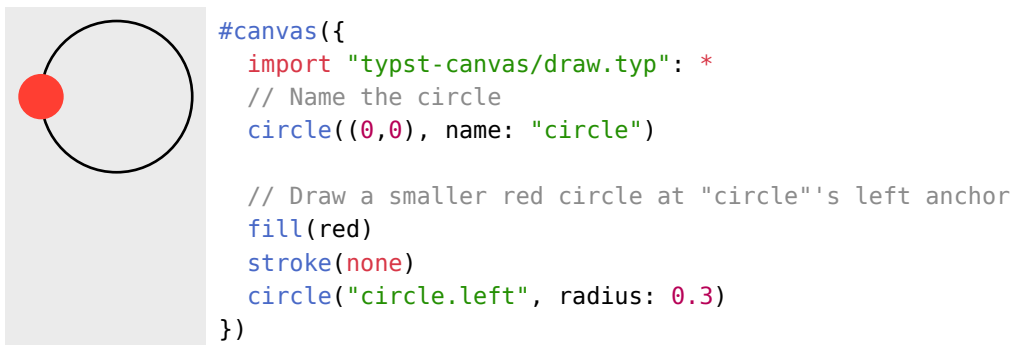 #canvas({
  import "typst-canvas/draw.typ": *
  // Name the circle
  circle((0,0), name: "circle")

  // Draw a smaller red circle at "circle"'s left anchor
  fill(red)
  stroke(none)
  circle("circle.left", radius: 0.3)
})